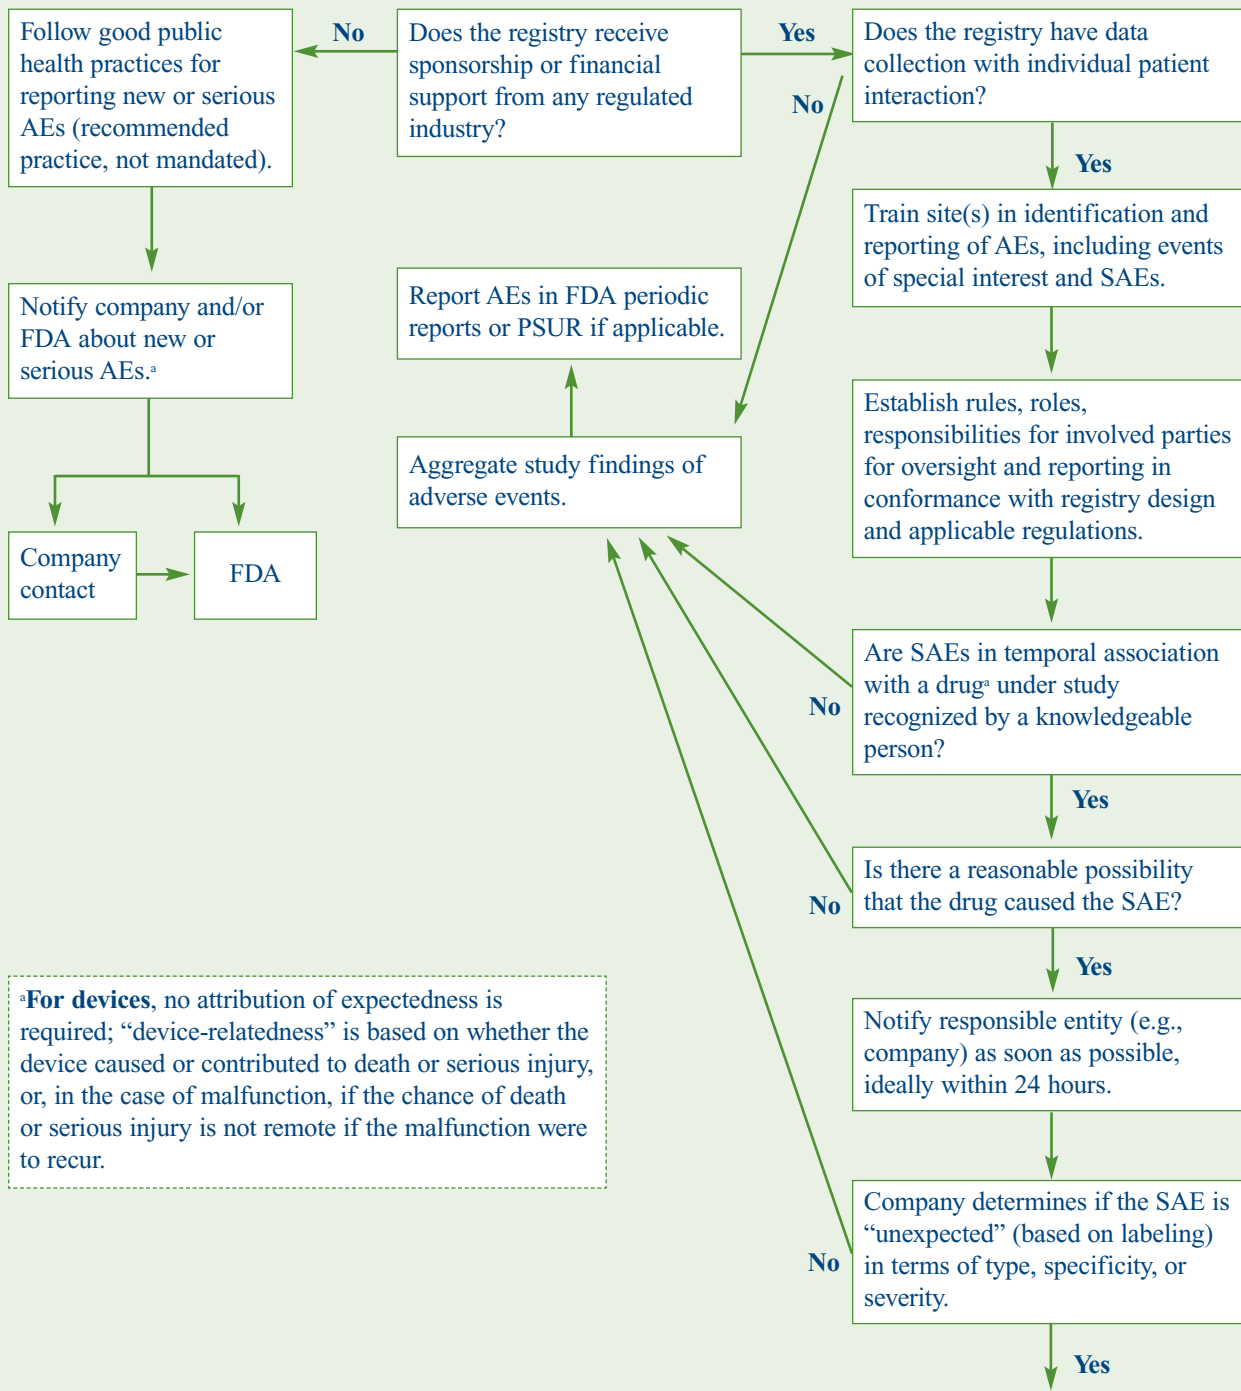 Follow good public
health practices for
reporting new or serious
AEs (recommended
practice, not mandated).
No
Does the registry receive
sponsorship or financial
support from any regulated
industry?
Yes
Does the registry have data
collection with individual patient
interaction?
No
Yes
Train site(s) in identification and
reporting of AEs, including events
of special interest and SAEs.
Notify company and/or
FDA about new or
serious AEs.ᵃ
Report AEs in FDA periodic
reports or PSUR if applicable.
Establish rules, roles,
responsibilities for involved parties
for oversight and reporting in
conformance with registry design
and applicable regulations.
Aggregate study findings of
adverse events.
Company
contact
FDA
Are SAEs in temporal association
with a drugᵃ under study
recognized by a knowledgeable
person?
No
Yes
Is there a reasonable possibility
that the drug caused the SAE?
No
Yes
ᵃFor devices, no attribution of expectedness is
required; “device-relatedness” is based on whether the
device caused or contributed to death or serious injury,
or, in the case of malfunction, if the chance of death
or serious injury is not remote if the malfunction were
to recur.
Notify responsible entity (e.g.,
company) as soon as possible,
ideally within 24 hours.
Company determines if the SAE is
“unexpected” (based on labeling)
in terms of type, specificity, or
severity.
No
Yes